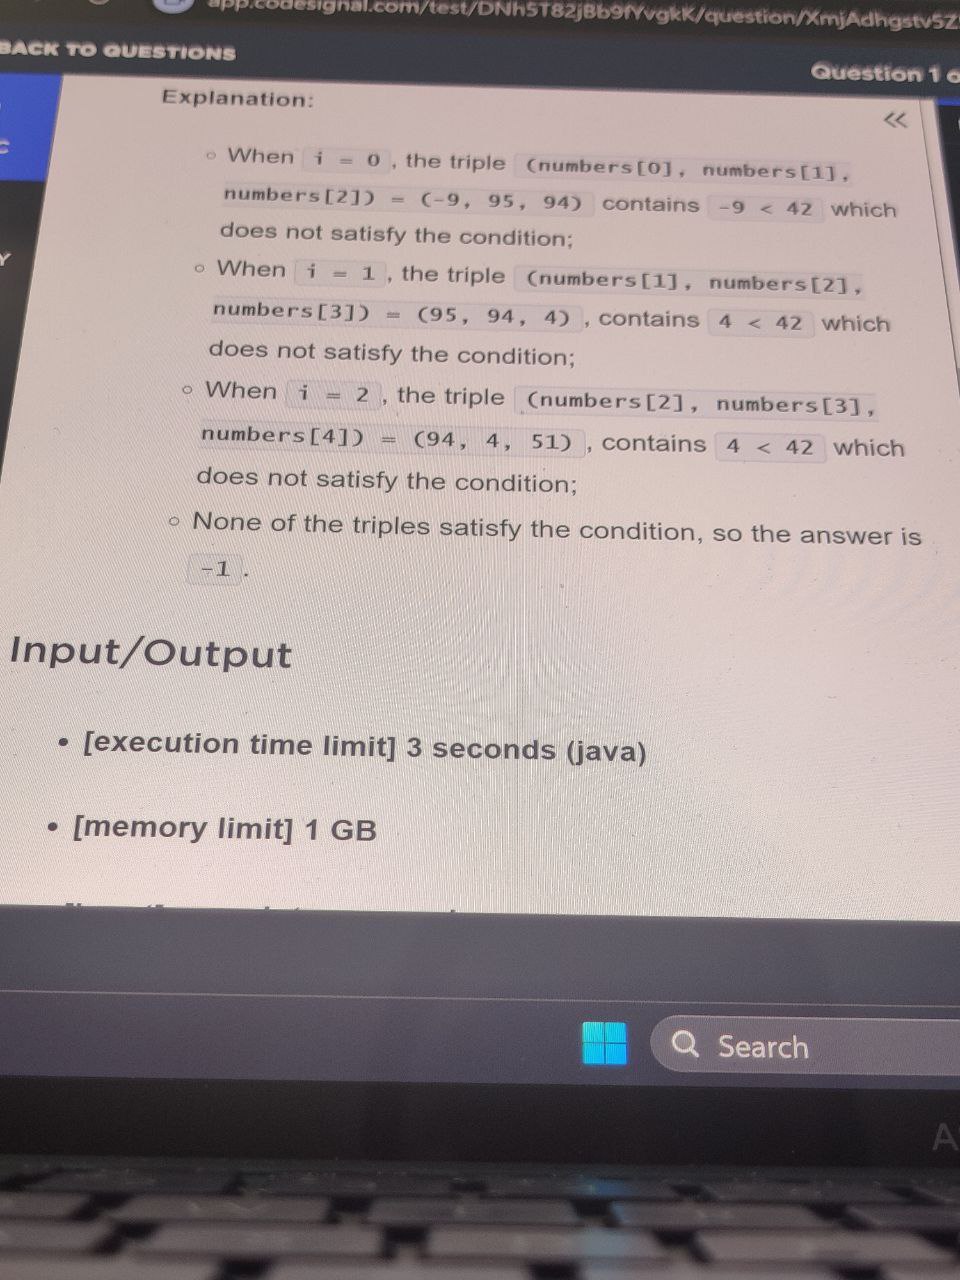 app.codesignal.com/test/DNh5T82jBb9fYvgkK/question/XmjAdhgstv5Z
BACK TO QUESTIONS
Question 1 o
Explanation:
When i = 0, the triple (numbers[0], numbers[1],
numbers[2]) = (-9, 95, 94) contains -9 < 42 which
does not satisfy the condition;
When i = 1, the triple (numbers[1], numbers[2],
numbers[3]) = (95, 94, 4), contains 4 < 42 which
does not satisfy the condition;
When i = 2, the triple (numbers[2], numbers[3],
numbers[4]) = (94, 4, 51), contains 4 < 42 which
does not satisfy the condition;
None of the triples satisfy the condition, so the answer is
-1.
Input/Output
[execution time limit] 3 seconds (java)
[memory limit] 1 GB
Search
A